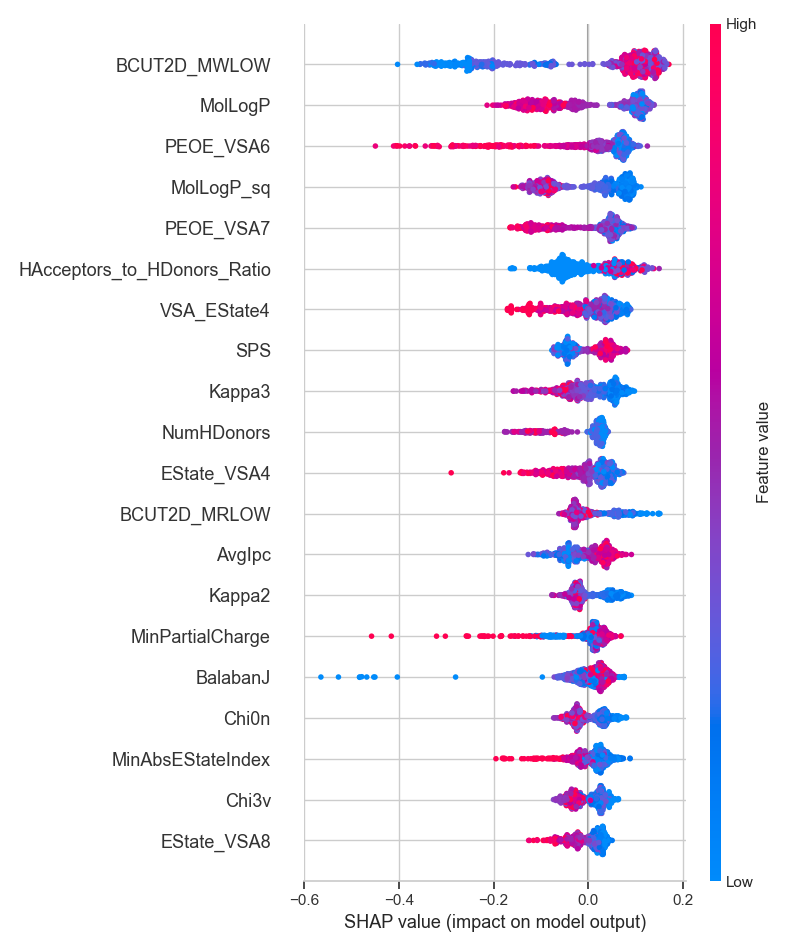 High
BCUT2D_MWLOW
MolLogP
PEOE_VSA6
MolLogP_sq
PEOE_VSA7
HAcceptors_to_HDonors_Ratio
VSA_EState4
SPS
Kappa3
NumHDonors
EState_VSA4
BCUT2D_MRLOW
AvgIpc
Kappa2
MinPartialCharge
BalabanJ
Chi0n
MinAbsEStateIndex
Chi3v
EState_VSA8
Feature value
Low
−0.6 −0.4 −0.2 0.0 0.2
SHAP value (impact on model output)